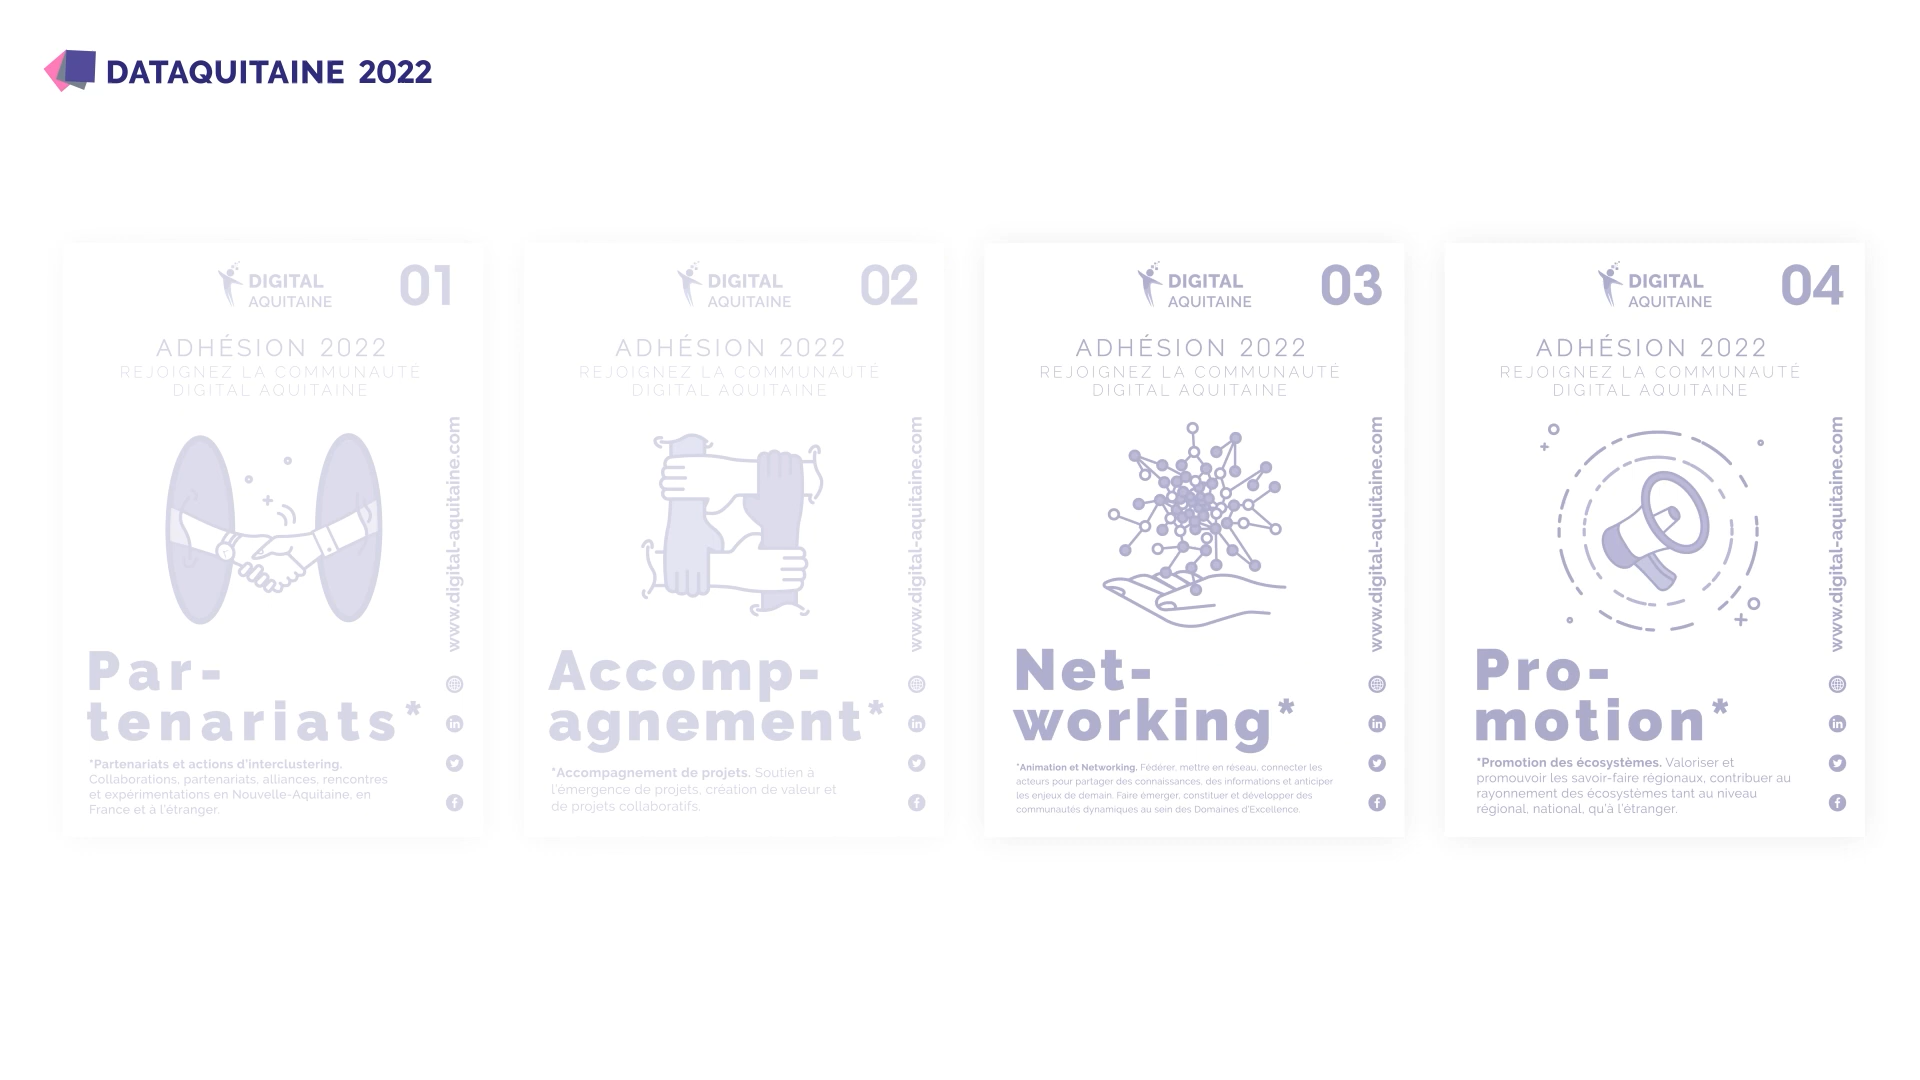 DATAQUITAINE 2022
DIGITAL
AQUITAINE
01
ADHÉSION 2022
REJOIGNEZ LA COMMUNAUTÉ
DIGITAL AQUITAINE
www.digital-aquitaine.com
Par-
tenariats*
*Partenariats et actions d'interclustering.
Collaborations, partenariats, alliances, rencontres
et expérimentations en Nouvelle-Aquitaine, en
France et à l'étranger.
DIGITAL
AQUITAINE
02
ADHÉSION 2022
REJOIGNEZ LA COMMUNAUTÉ
DIGITAL AQUITAINE
www.digital-aquitaine.com
Accomp-
agnement*
*Accompagnement de projets. Soutien à
l'émergence de projets, création de valeur et
de projets collaboratifs.
DIGITAL
AQUITAINE
03
ADHÉSION 2022
REJOIGNEZ LA COMMUNAUTÉ
DIGITAL AQUITAINE
www.digital-aquitaine.com
Net-
working*
*Animation et Networking. Fédérer, mettre en réseau, connecter les
acteurs pour partager des connaissances, des informations et anticiper
les enjeux de demain. Faire émerger, constituer et développer des
communautés dynamiques au sein des Domaines d'Excellence.
DIGITAL
AQUITAINE
04
ADHÉSION 2022
REJOIGNEZ LA COMMUNAUTÉ
DIGITAL AQUITAINE
www.digital-aquitaine.com
Pro-
motion*
*Promotion des écosystèmes. Valoriser et
promouvoir les savoir-faire régionaux, contribuer au
rayonnement des écosystèmes tant au niveau
régional, national, qu'à l'étranger.